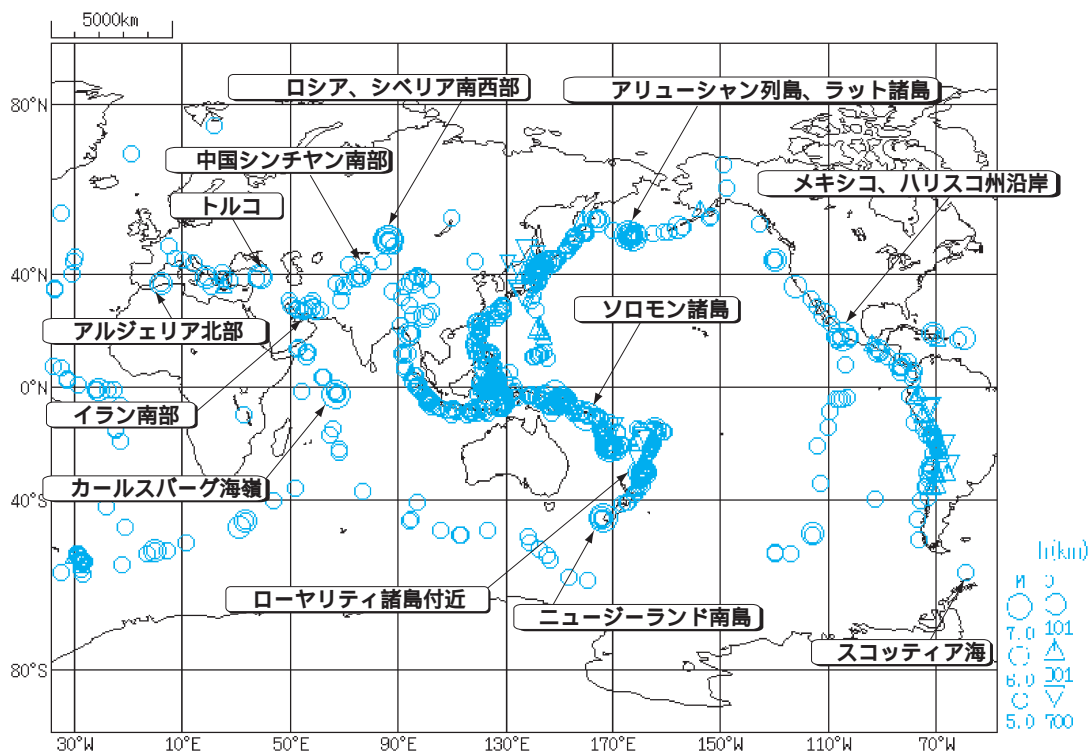 5000km
ロシア、シベリア南西部
アリューシャン列島、ラット諸島
80°N
中国シンチヤン南部
メキシコ、ハリスコ州沿岸
トルコ
40°N
ソロモン諸島
アルジェリア北部
0°N
イラン南部
カールスバーグ海嶺
40°S
ローヤリティ諸島付近
ニュージーランド南島
スコッティア海
80°S
h(km)
M 0
7.0 101
6.0 301
5.0 700
30°W 10°E 50°E 90°E 130°E 170°E 150°W 110°W 70°W